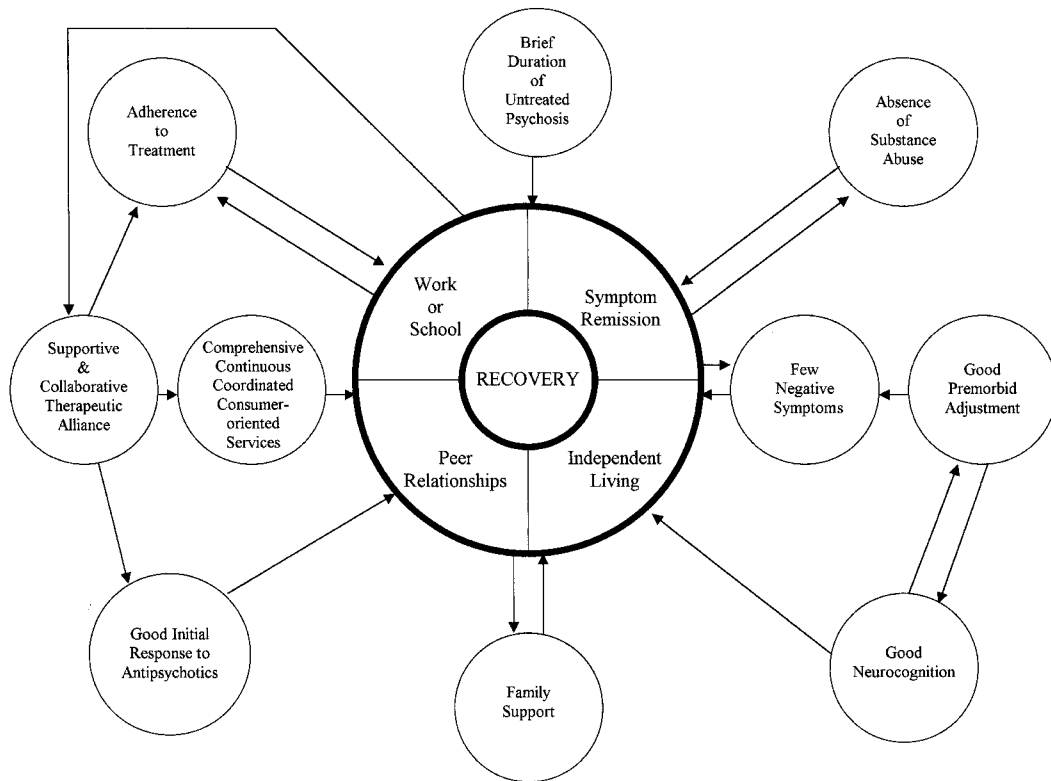 Brief
Duration
of
Untreated
Psychosis
Adherence
to
Treatment
Absence
of
Substance
Abuse
Work
or
School
Symptom
Remission
Supportive
&
Collaborative
Therapeutic
Alliance
Comprehensive
Continuous
Coordinated
Consumer-
oriented
Services
RECOVERY
Few
Negative
Symptoms
Good
Premorbid
Adjustment
Peer
Relationships
Independent
Living
Good Initial
Response to
Antipsychotics
Family
Support
Good
Neurocognition